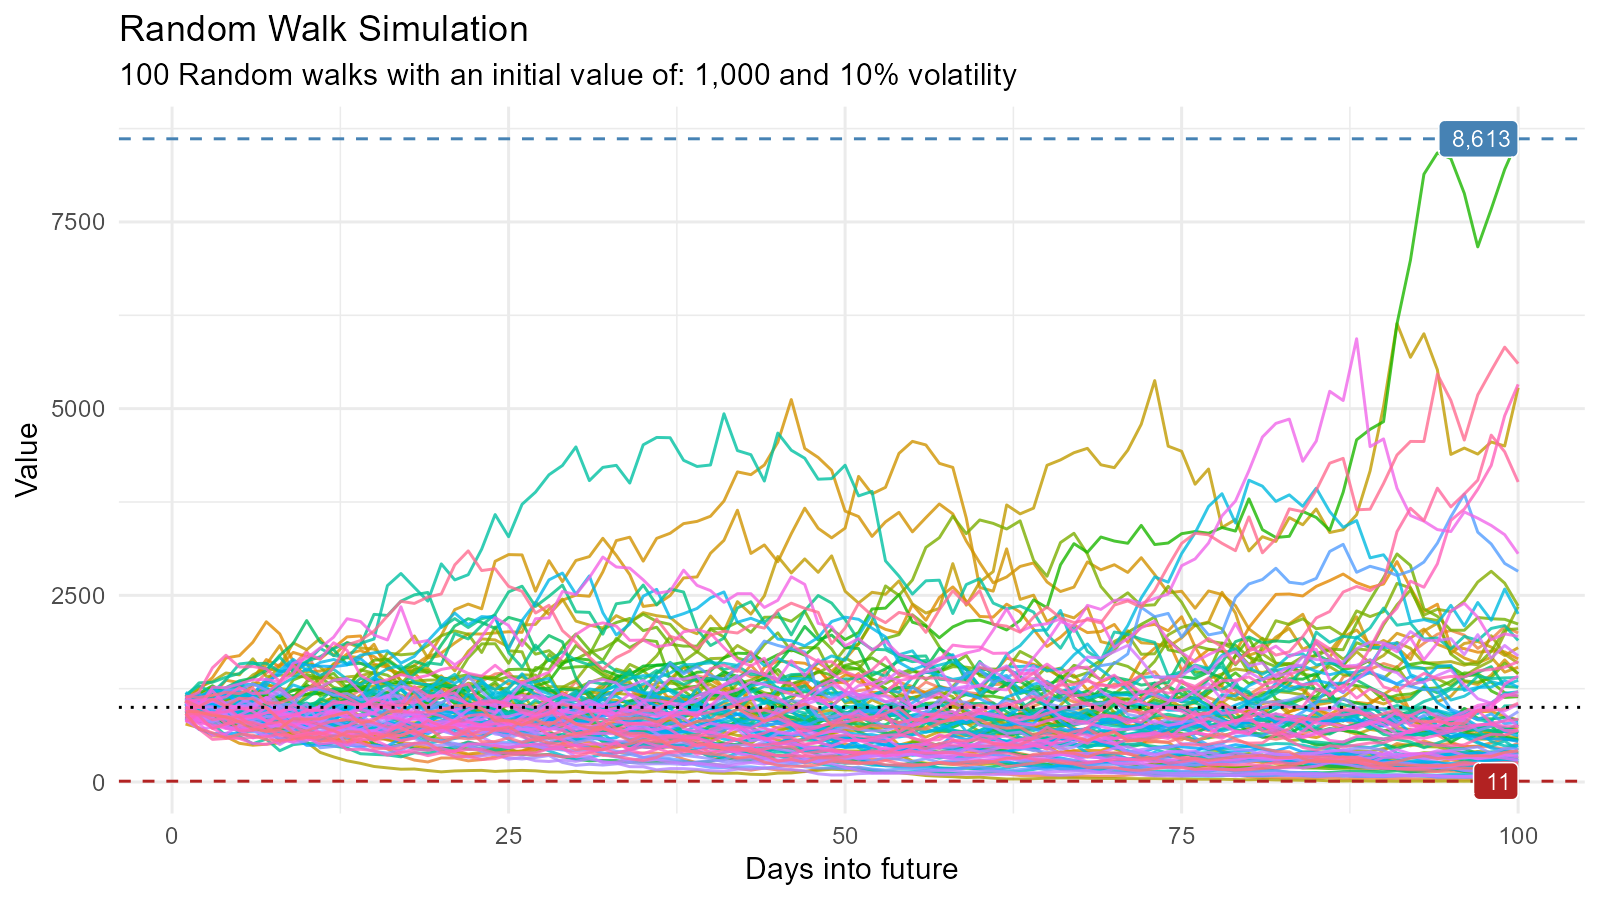 Random Walk Simulation
100 Random walks with an initial value of: 1,000 and 10% volatility
8,613
7500
5000
2500
0
11
Value
0 25 50 75 100
Days into future